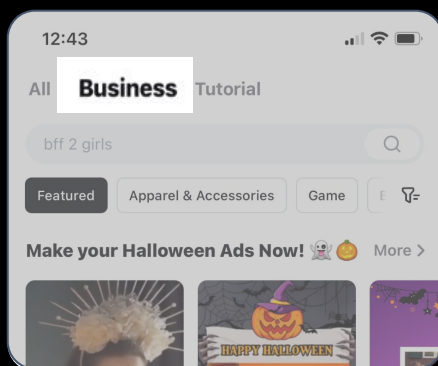 12:43
All Business Tutorial
bff 2 girls
Featured Apparel & Accessories Game E
Make your Halloween Ads Now! 👻🎃 More >
HAPPY HALLOWEEN